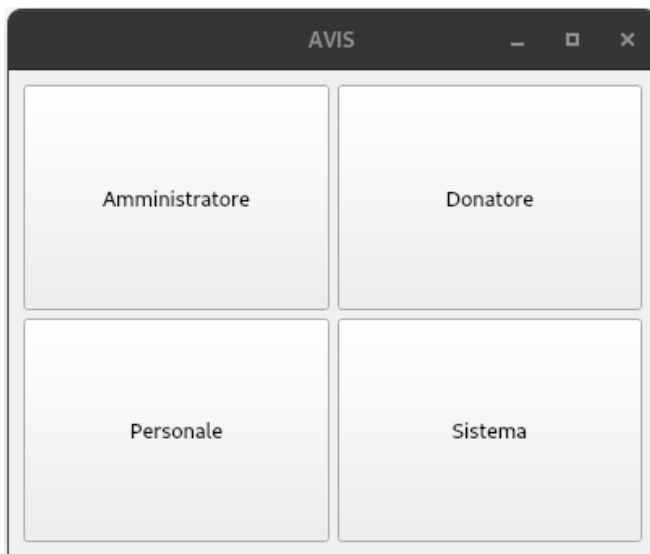 AVIS
Amministratore
Donatore
Personale
Sistema